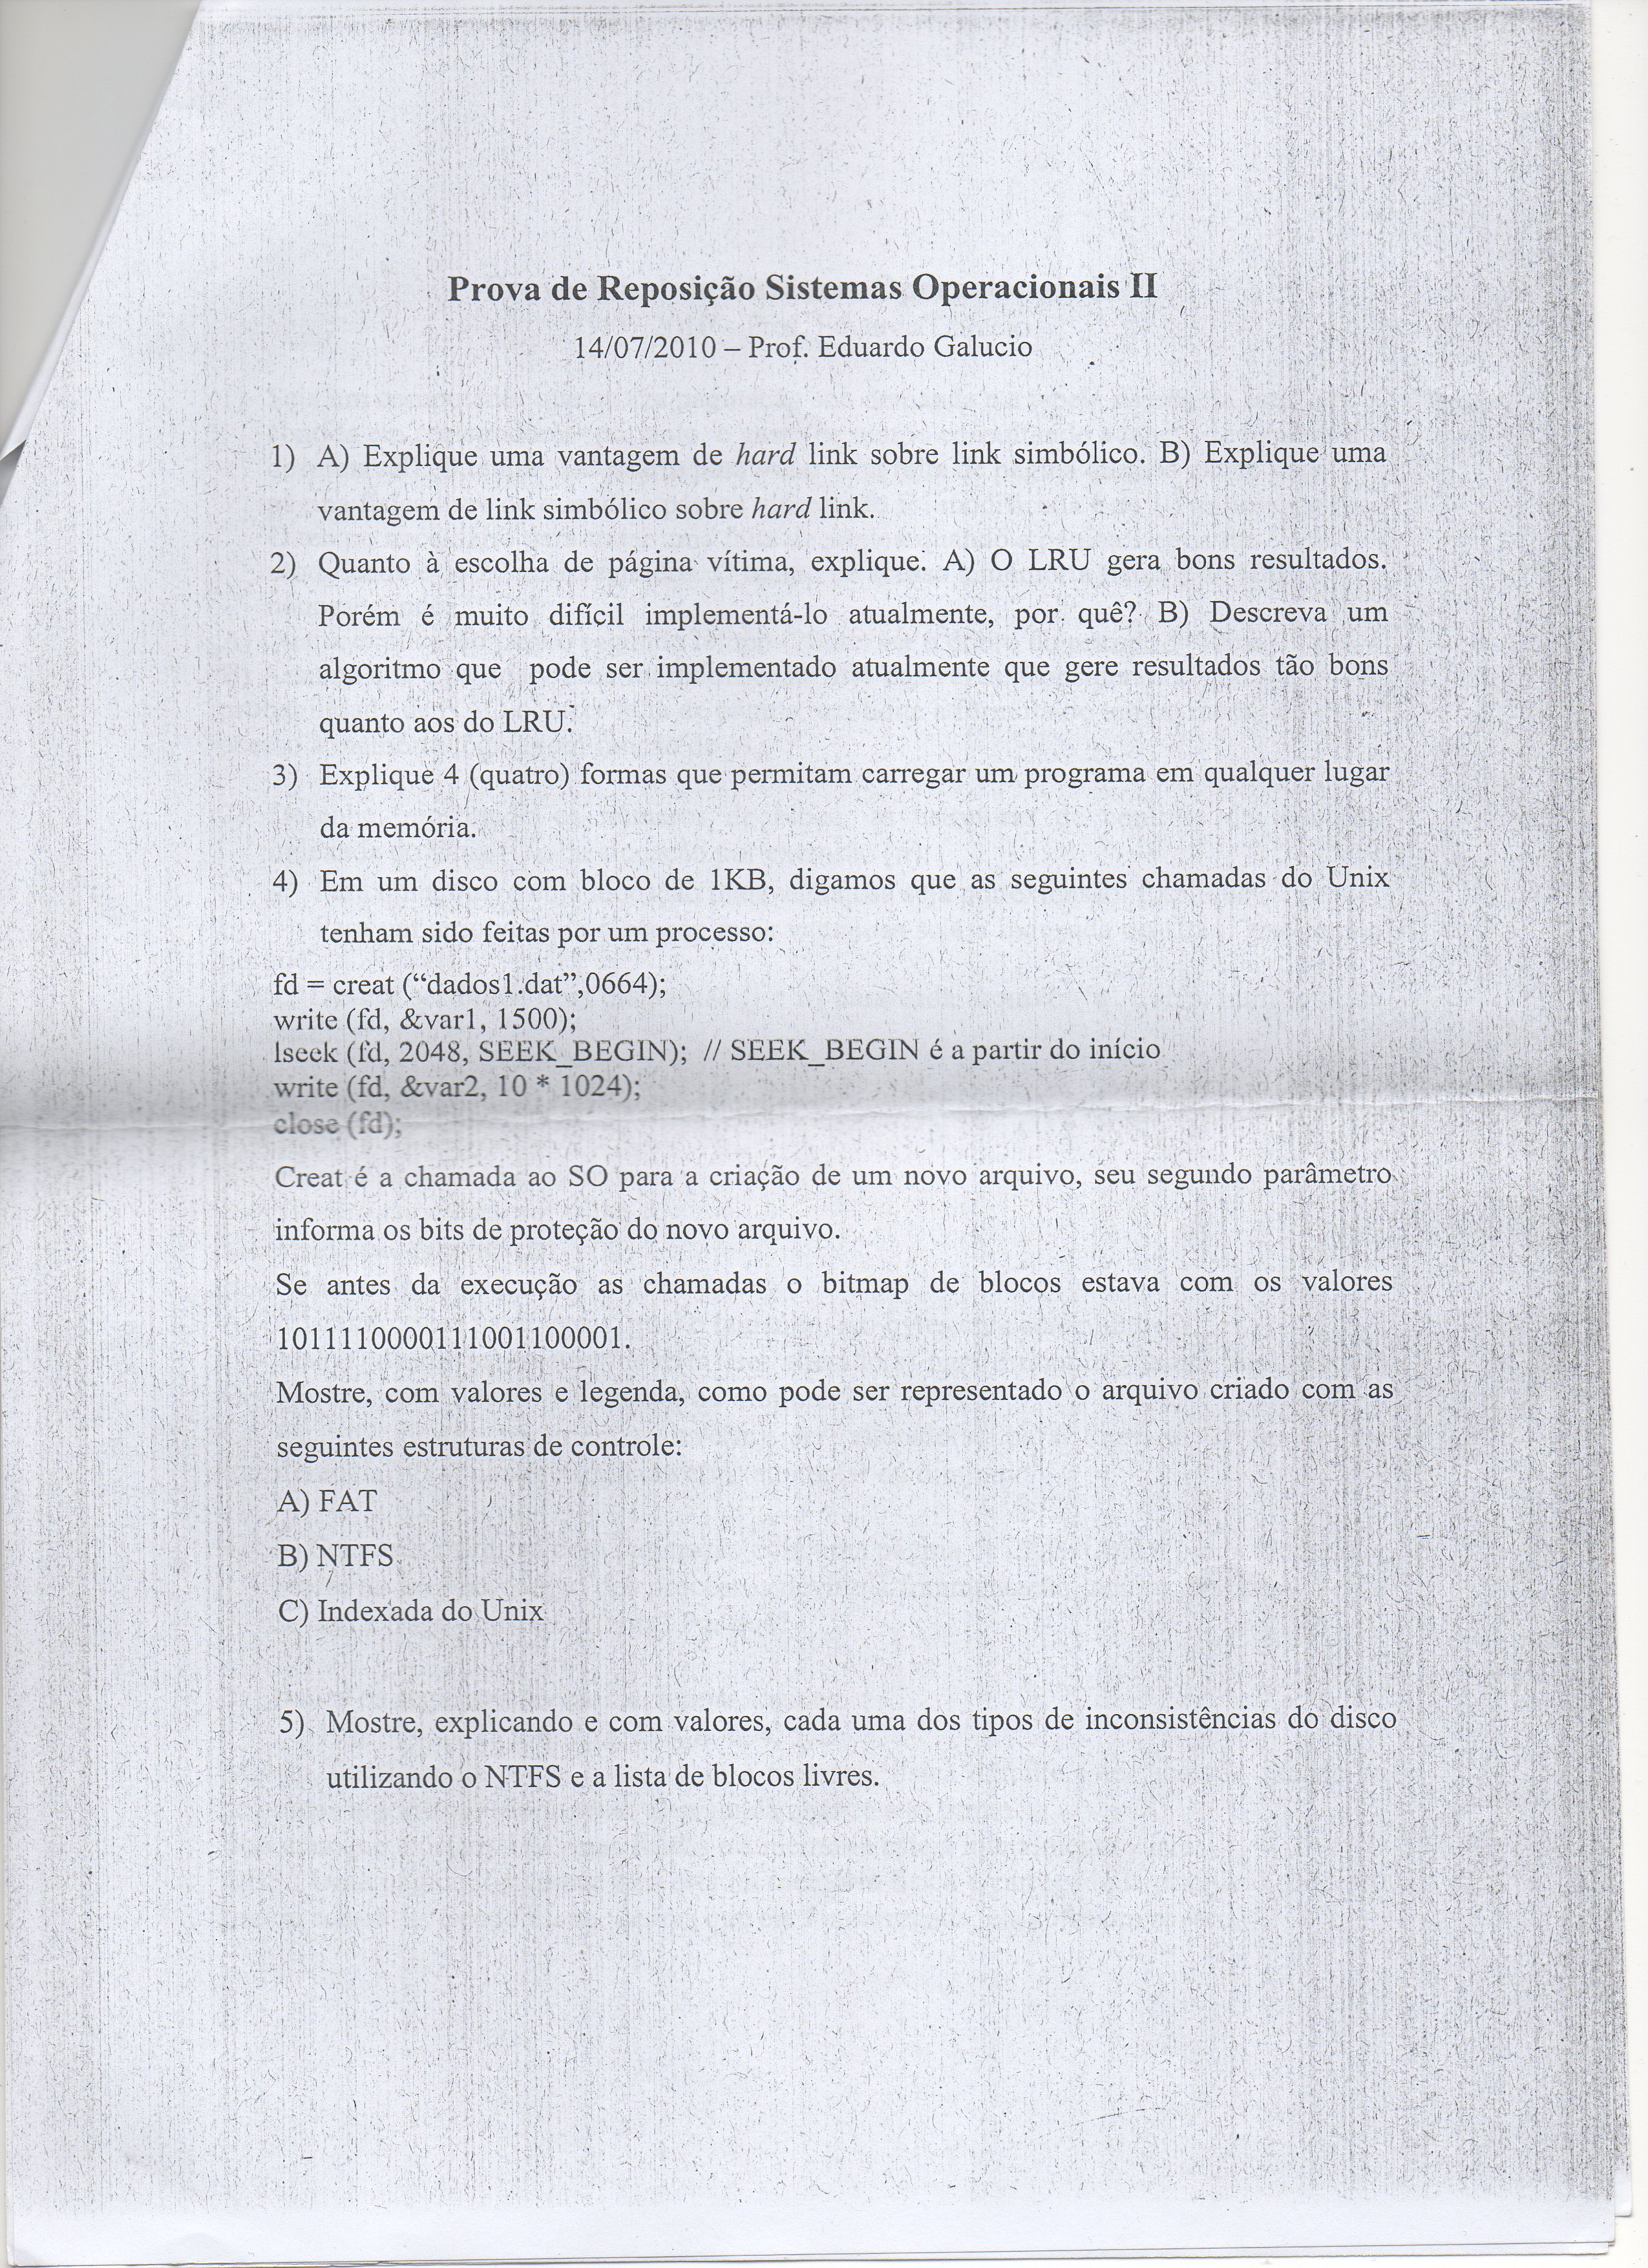 Prova de Reposição Sistemas Operacionais II
14/07/2010 – Prof. Eduardo Galucio
1) A) Explique uma vantagem de hard link sobre link simbólico. B) Explique uma
vantagem de link simbólico sobre hard link.
2) Quanto à escolha de página vítima, explique. A) O LRU gera bons resultados.
Porém é muito difícil implementá-lo atualmente, por quê? B) Descreva um
algoritmo que pode ser implementado atualmente que gere resultados tão bons
quanto aos do LRU.
3) Explique 4 (quatro) formas que permitam carregar um programa em qualquer lugar
da memória.
4) Em um disco com bloco de 1KB, digamos que as seguintes chamadas do Unix
tenham sido feitas por um processo:
fd = creat (“dados1.dat”,0664);
write (fd, &var1, 1500);
lseek (fd, 2048, SEEK_BEGIN); // SEEK_BEGIN é a partir do início
write (fd, &var2, 10 * 1024);
close (fd);
Creat é a chamada ao SO para a criação de um novo arquivo, seu segundo parâmetro
informa os bits de proteção do novo arquivo.
Se antes da execução as chamadas o bitmap de blocos estava com os valores
1011110000111001100001.
Mostre, com valores e legenda, como pode ser representado o arquivo criado com as
seguintes estruturas de controle:
A) FAT
B) NTFS
C) Indexada do Unix
5) Mostre, explicando e com valores, cada uma dos tipos de inconsistências do disco
utilizando o NTFS e a lista de blocos livres.